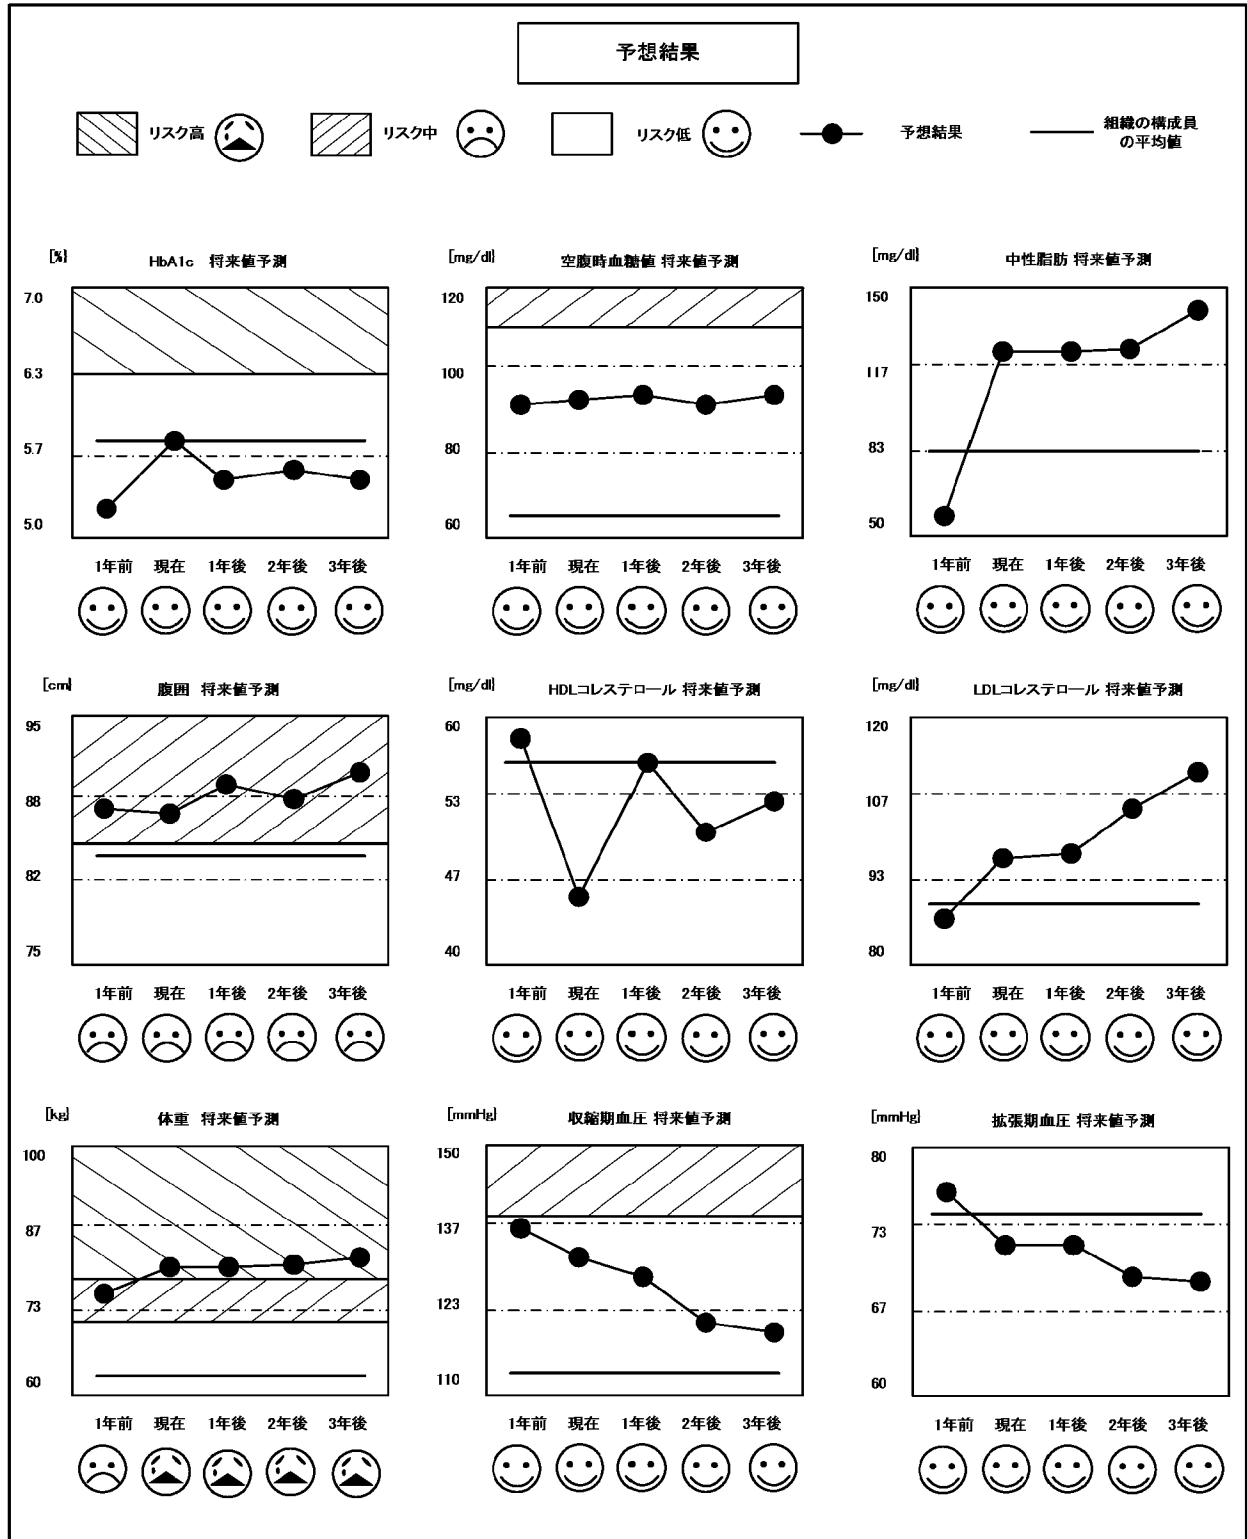 予想結果
リスク高 リスク中 リスク低 予想結果 組織の構成員
の平均値
[%] HbA1c 将来値予測
7.0
6.3
5.7
5.0
1年前 現在 1年後 2年後 3年後
[mg/dl] 空腹時血糖値 将来値予測
120
100
80
60
1年前 現在 1年後 2年後 3年後
[mg/dl] 中性脂肪 将来値予測
150
117
83
50
1年前 現在 1年後 2年後 3年後
[cm] 腹囲 将来値予測
95
88
82
75
1年前 現在 1年後 2年後 3年後
[mg/dl] HDLコレステロール 将来値予測
60
53
47
40
1年前 現在 1年後 2年後 3年後
[mg/dl] LDLコレステロール 将来値予測
120
107
93
80
1年前 現在 1年後 2年後 3年後
[kg] 体重 将来値予測
100
87
73
60
1年前 現在 1年後 2年後 3年後
[mmHg] 収縮期血圧 将来値予測
150
137
123
110
1年前 現在 1年後 2年後 3年後
[mmHg] 拡張期血圧 将来値予測
80
73
67
60
1年前 現在 1年後 2年後 3年後